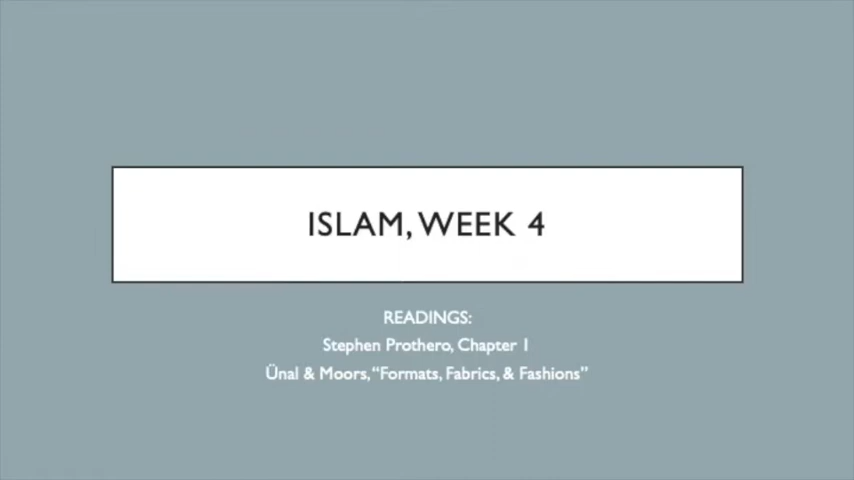 ISLAM, WEEK 4
READINGS:
Stephen Prothero, Chapter 1
Ünal & Moors, “Formats, Fabrics, & Fashions”